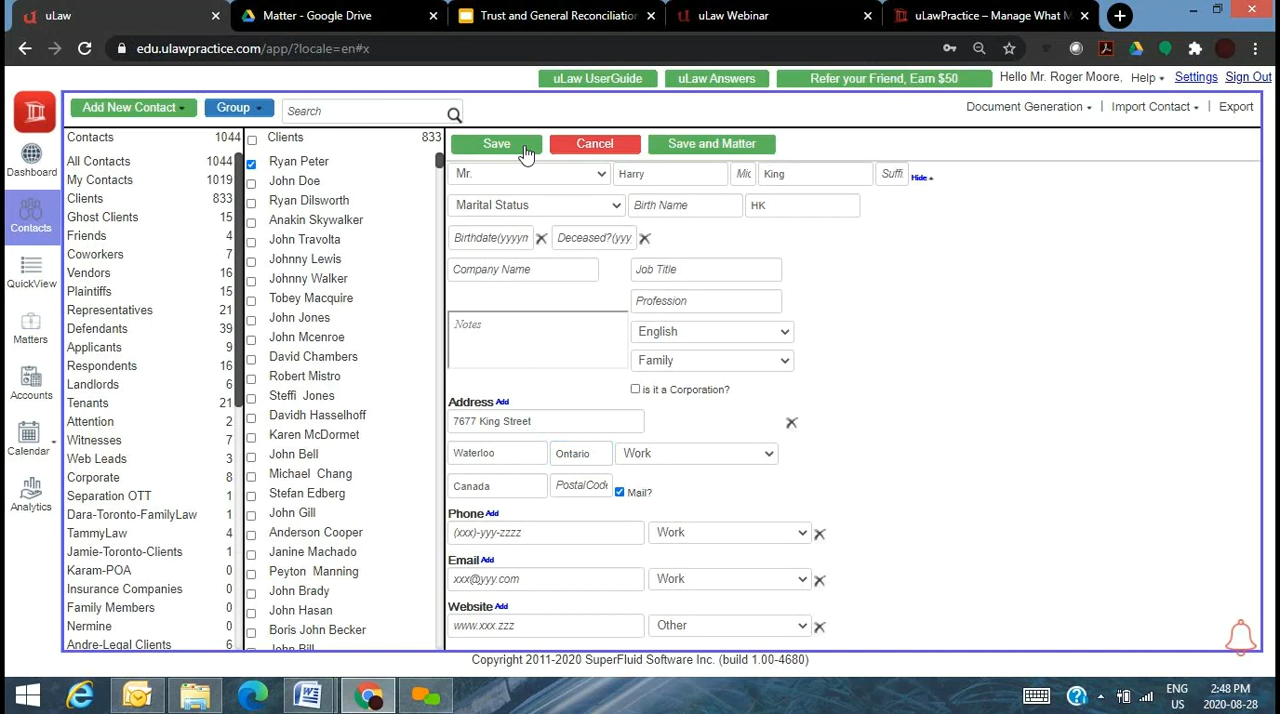 uLaw
Matter - Google Drive
Trust and General Reconciliation
uLaw Webinar
uLawPractice – Manage What M
edu.ulawpractice.com/app/?locale=en#x
uLaw UserGuide
uLaw Answers
Refer your Friend, Earn $50
Hello Mr. Roger Moore,
Help
Settings
Sign Out
Add New Contact
Group
Search
Document Generation
Import Contact
Export
Dashboard
Contacts
QuickView
Matters
Accounts
Calendar
Analytics
Contacts 1044
All Contacts 1044
My Contacts 1019
Clients 833
Ghost Clients 15
Friends 4
Coworkers 7
Vendors 16
Plaintiffs 15
Representatives 21
Defendants 39
Applicants 9
Respondents 16
Landlords 6
Tenants 21
Attention 2
Witnesses 7
Web Leads 3
Corporate 8
Separation OTT 1
Dara-Toronto-FamilyLaw 1
TammyLaw 4
Jamie-Toronto-Clients 1
Karam-POA 0
Insurance Companies 0
Family Members 0
Nermine 0
Andre-Legal Clients 6
Clients 833
Ryan Peter
John Doe
Ryan Dilsworth
Anakin Skywalker
John Travolta
Johnny Lewis
Johnny Walker
Tobey Macquire
John Jones
John Mcenroe
David Chambers
Robert Mistro
Steffi Jones
Davidh Hasselhoff
Karen McDormet
John Bell
Michael Chang
Stefan Edberg
John Gill
Anderson Cooper
Janine Machado
Peyton Manning
John Brady
John Hasan
Boris John Becker
John Bill
Save
Cancel
Save and Matter
Mr.
Harry
Mid
King
Suffi
Hide
Marital Status
Birth Name
HK
Birthdate(yyyym
Deceased?(yyy
Company Name
Job Title
Profession
Notes
English
Family
is it a Corporation?
Address Add
7677 King Street
Waterloo
Ontario
Work
Canada
PostalCode
Mail?
Phone Add
(xxx)-yyy-zzzz
Work
Email Add
xxx@yyy.com
Work
Website Add
www.xxx.zzz
Other
Copyright 2011-2020 SuperFluid Software Inc. (build 1.00-4680)
ENG
US
2:48 PM
2020-08-28